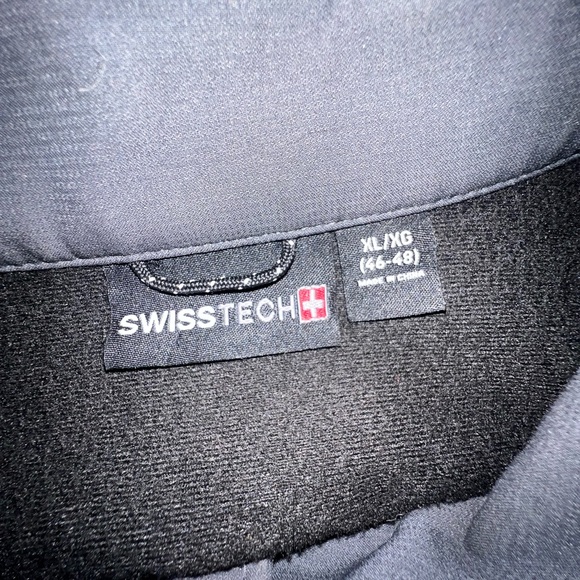 SWISSTECH
XL/XG
(46-48)
MADE IN CHINA